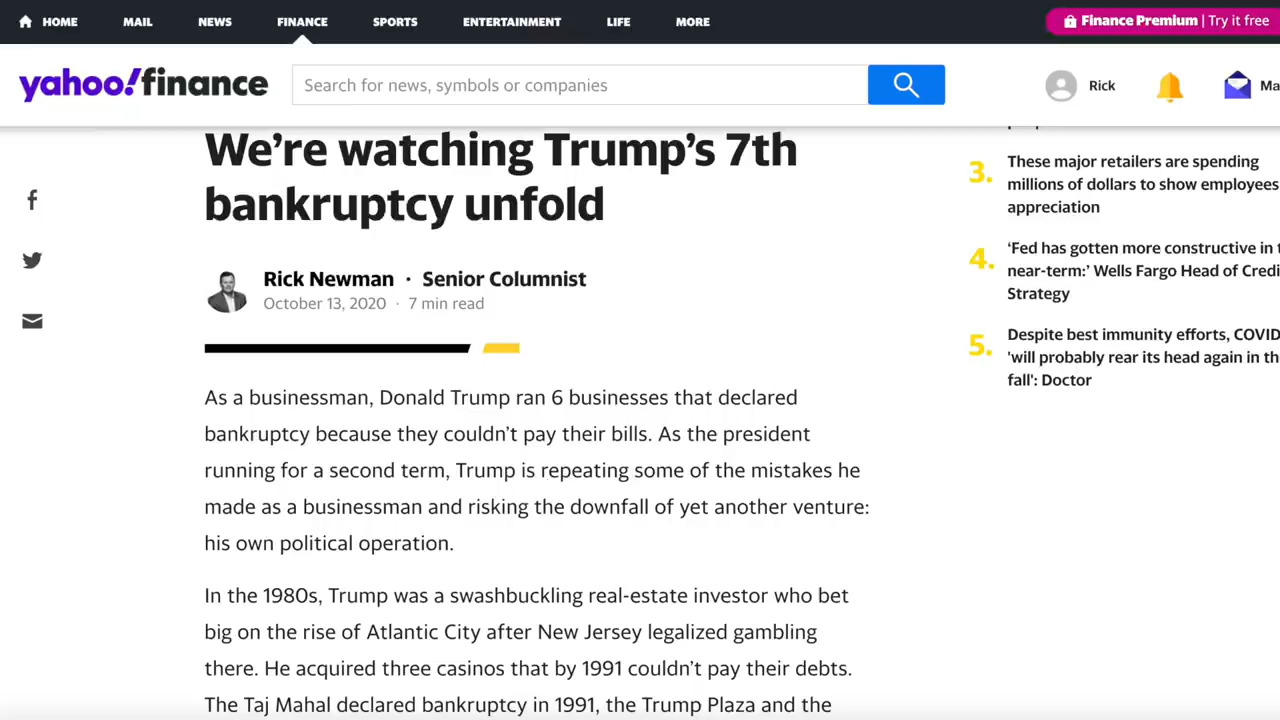 HOME MAIL NEWS FINANCE SPORTS ENTERTAINMENT LIFE MORE
Finance Premium | Try it free
yahoo!finance
Search for news, symbols or companies
Rick
We're watching Trump's 7th
bankruptcy unfold
Rick Newman · Senior Columnist
October 13, 2020 · 7 min read
As a businessman, Donald Trump ran 6 businesses that declared
bankruptcy because they couldn't pay their bills. As the president
running for a second term, Trump is repeating some of the mistakes he
made as a businessman and risking the downfall of yet another venture:
his own political operation.
In the 1980s, Trump was a swashbuckling real-estate investor who bet
big on the rise of Atlantic City after New Jersey legalized gambling
there. He acquired three casinos that by 1991 couldn't pay their debts.
The Taj Mahal declared bankruptcy in 1991, the Trump Plaza and the
3.
These major retailers are spending
millions of dollars to show employees
appreciation
4.
'Fed has gotten more constructive in t
near-term:' Wells Fargo Head of Credi
Strategy
5.
Despite best immunity efforts, COVID
'will probably rear its head again in th
fall': Doctor